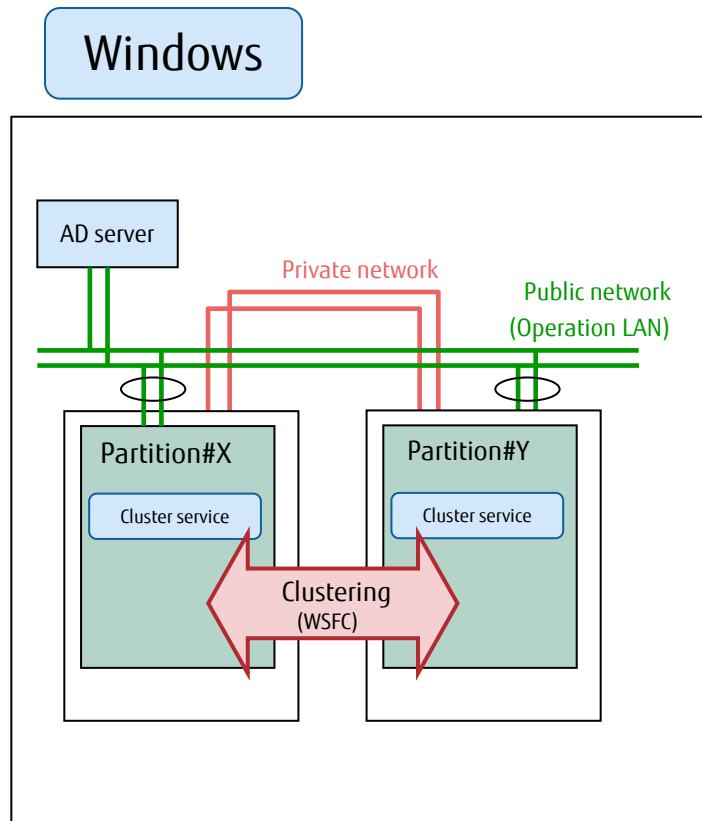 Windows
AD server
Private network
Public network
(Operation LAN)
Partition#X
Partition#Y
Cluster service
Cluster service
Clustering
(WSFC)